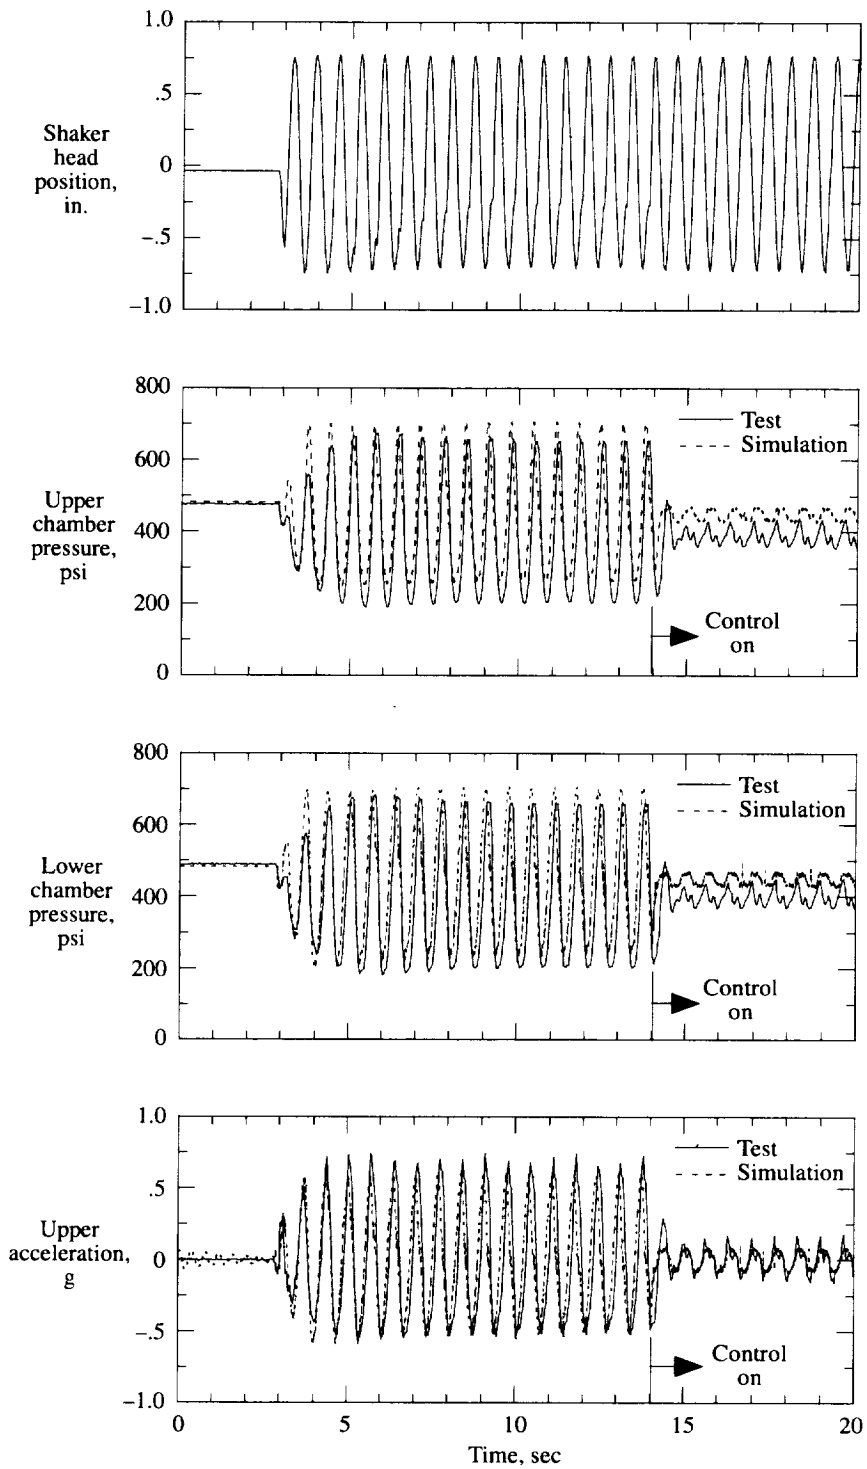 1.0
.5
Shaker
head
position,
in.
0
-.5
-1.0
800
Test
Simulation
600
Upper
chamber
pressure,
psi
400
200
Control
on
0
800
Test
Simulation
600
Lower
chamber
pressure,
psi
400
200
Control
on
0
1.0
Test
Simulation
.5
Upper
acceleration,
g
0
-.5
Control
on
-1.0
0 5 10 15 20
Time, sec